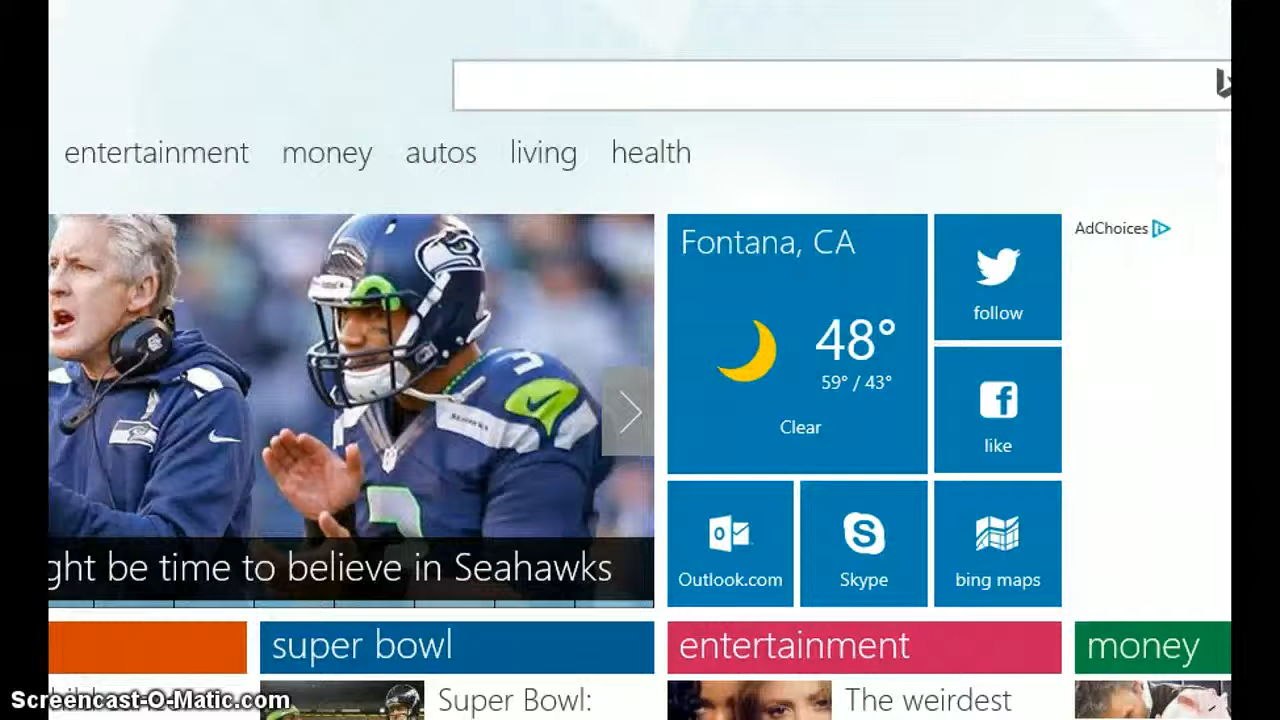 entertainment money autos living health
Fontana, CA
48°
59° / 43°
Clear
follow
AdChoices
like
Outlook.com
Skype
bing maps
ght be time to believe in Seahawks
super bowl
entertainment
money
Super Bowl:
The weirdest
Screencast-O-Matic.com